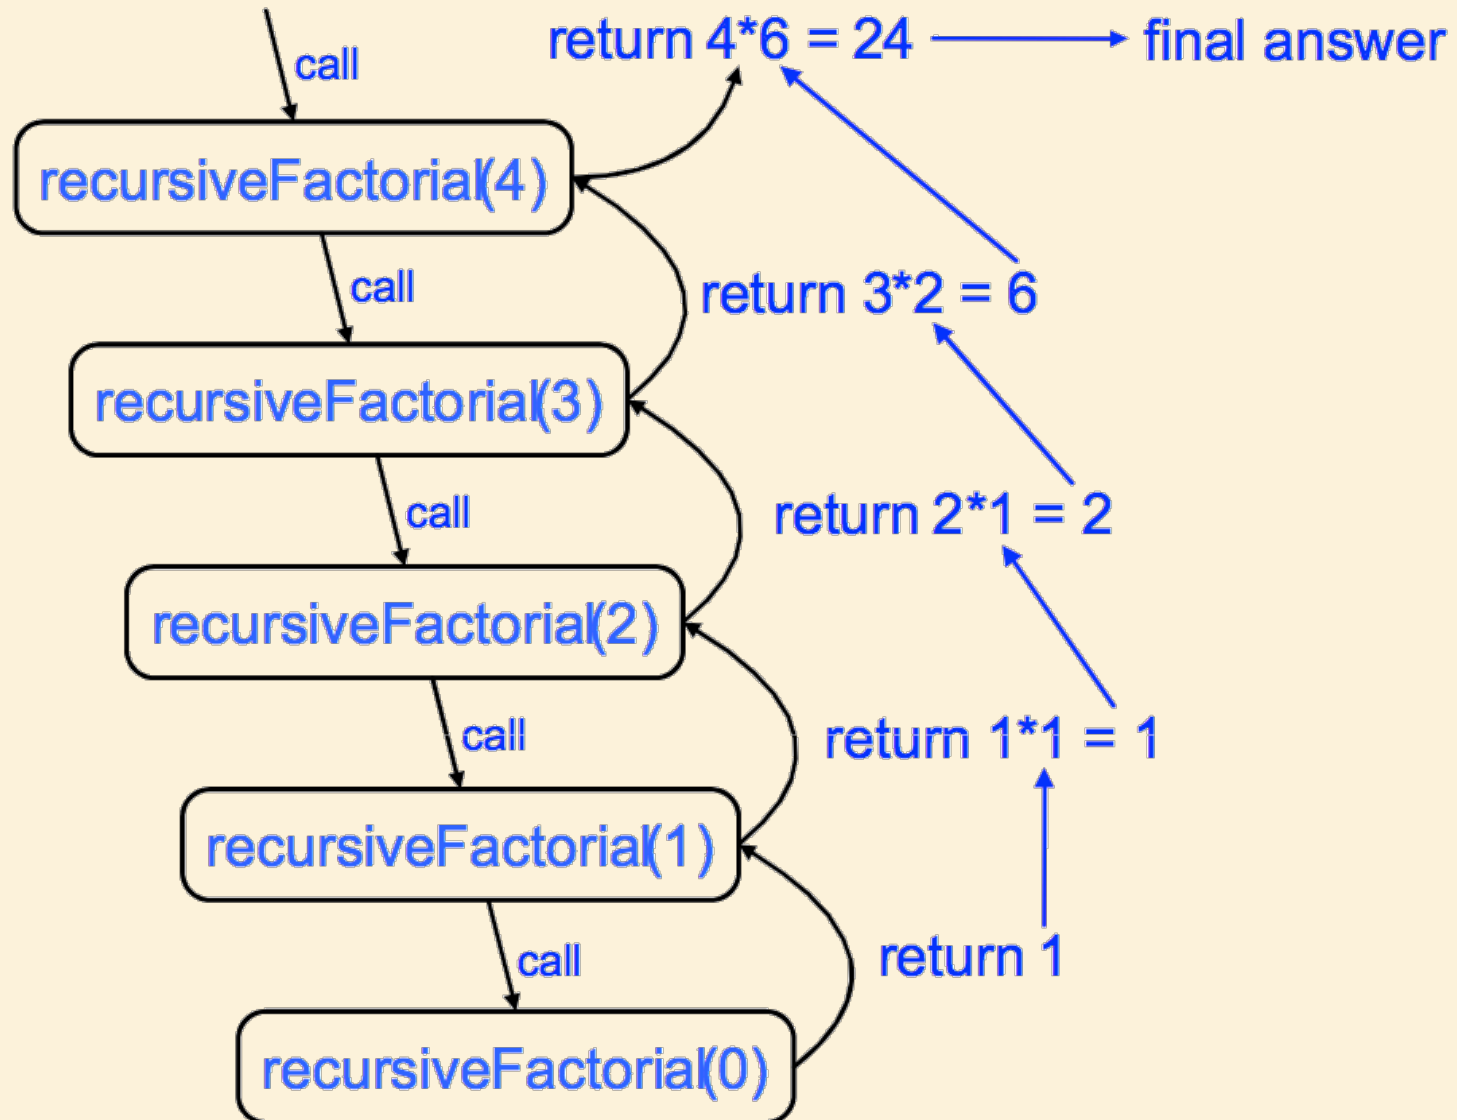 call
return 4*6 = 24
final answer
recursiveFactorial(4)
call
return 3*2 = 6
recursiveFactorial(3)
call
return 2*1 = 2
recursiveFactorial(2)
call
return 1*1 = 1
recursiveFactorial(1)
call
return 1
recursiveFactorial(0)